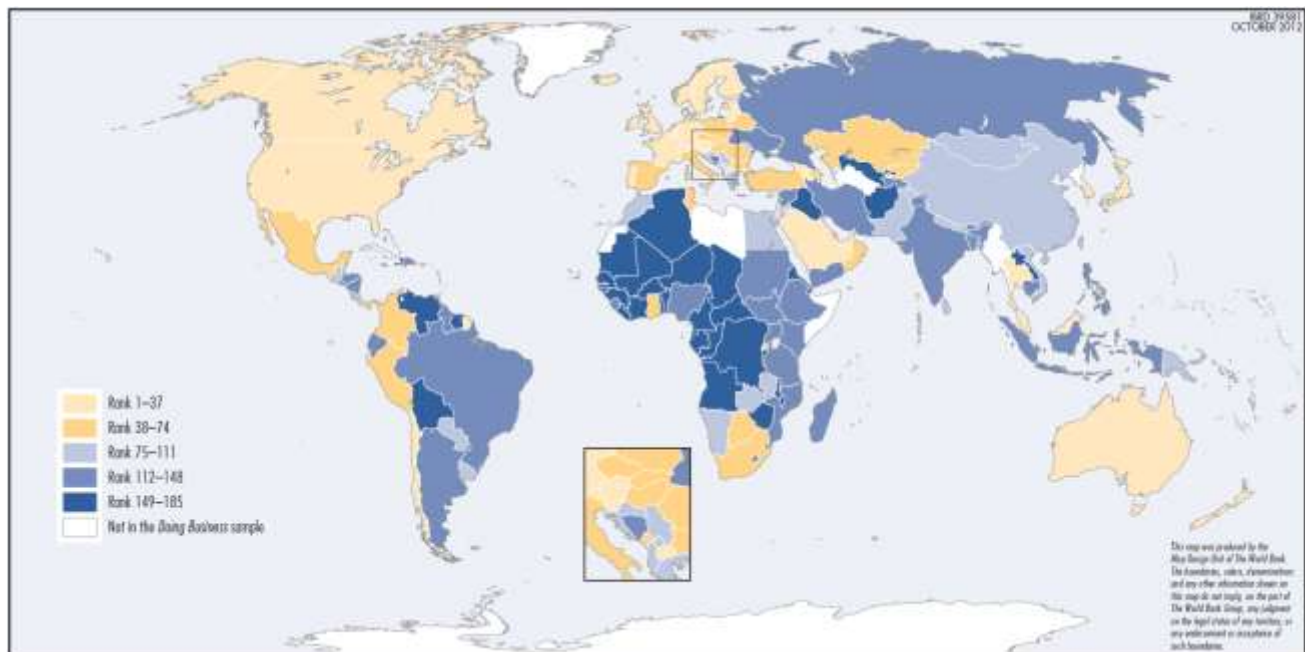 IBRD 39581
OCTOBER 2012
Rank 1–37
Rank 38–74
Rank 75–111
Rank 112–148
Rank 149–185
Not in the Doing Business sample
This map was produced by the
Map Design Unit of The World Bank.
The boundaries, colors, denominations
and any other information shown on
this map do not imply, on the part of
The World Bank Group, any judgment
on the legal status of any territory, or
any endorsement or acceptance of
such boundaries.